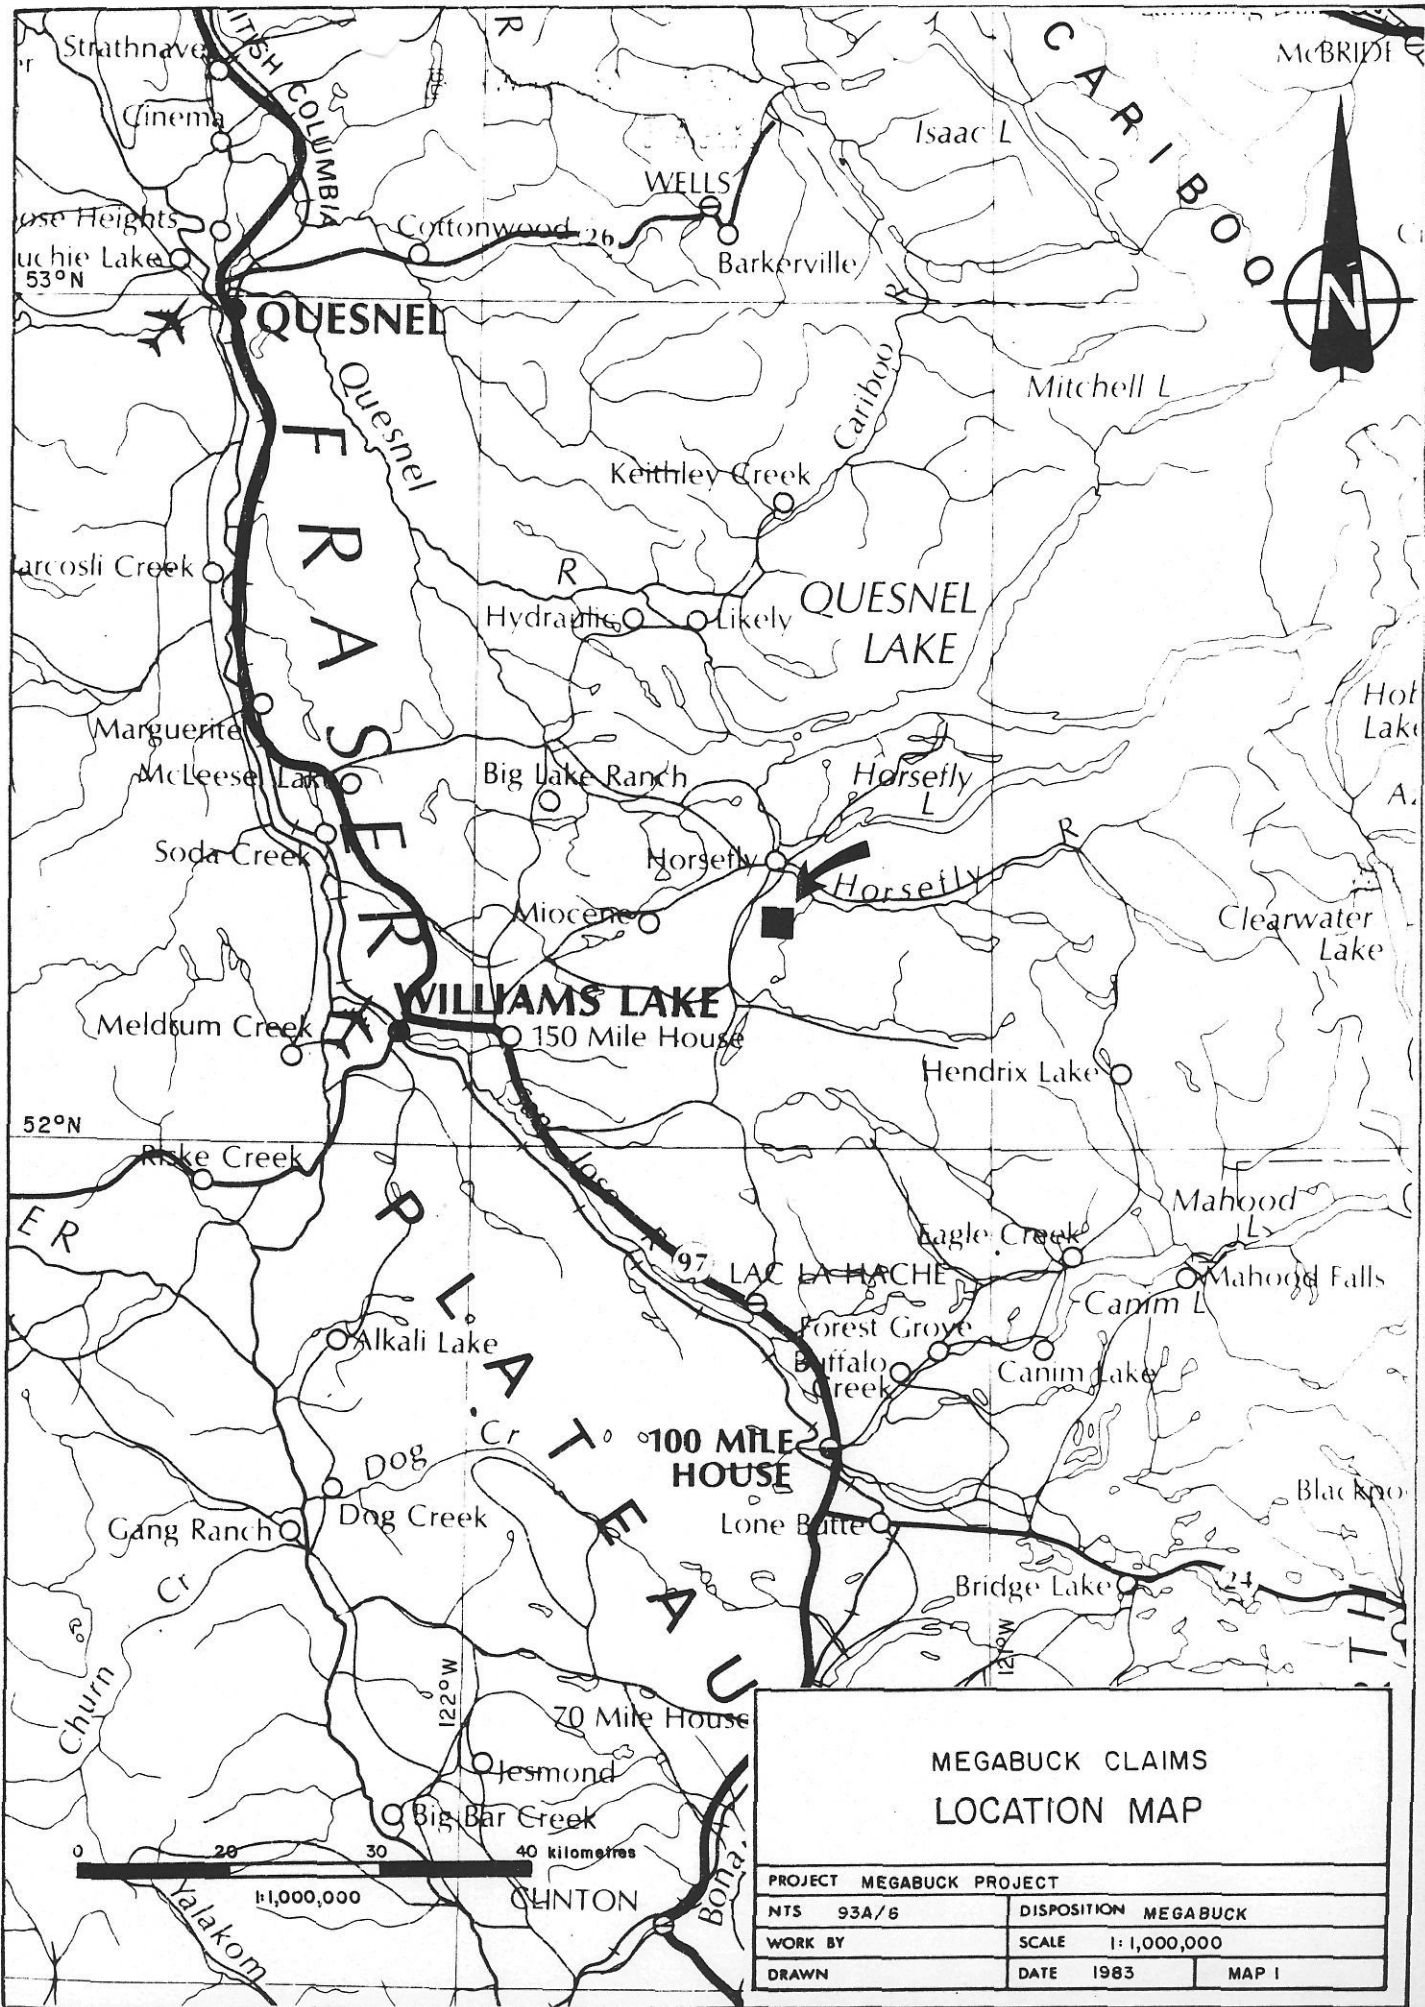 Strathnaver
BRITISH COLUMBIA
R
CARIBOO
McBRIDE
Cinema
Isaac L
WELLS
Cottonwood
26
Barkerville
53°N
QUESNEL
N
R
Quesnel
Cariboo
Mitchell L
Keithley Creek
FRASER
R
Hydraulic
Likely
QUESNEL
LAKE
Marguerite
McLeese Lake
Big Lake Ranch
Horsefly
L
Soda Creek
Horsefly
Horsefly
R
Miocene
Clearwater
Lake
WILLIAMS LAKE
Meldrum Creek
150 Mile House
Hendrix Lake
52°N
Riske Creek
San Jose R
Mahood
L
ER
PLATEAU
Eagle Creek
97
LAC LA HACHE
Mahood Falls
Canim L
Alkali Lake
Forest Grove
Buffalo
Creek
Canim Lake
Cr
Dog
100 MILE
HOUSE
Dog Creek
Gang Ranch
Lone Butte
Cr
Bridge Lake
24
Churn
122°W
121°W
70 Mile House
Jesmond
Big Bar Creek
0 20 30 40 kilometres
1:1,000,000
CLINTON
Yalakom
MEGABUCK CLAIMS
LOCATION MAP
PROJECT MEGABUCK PROJECT
NTS 93A/6
DISPOSITION MEGABUCK
WORK BY
SCALE 1:1,000,000
DRAWN
DATE 1983
MAP 1